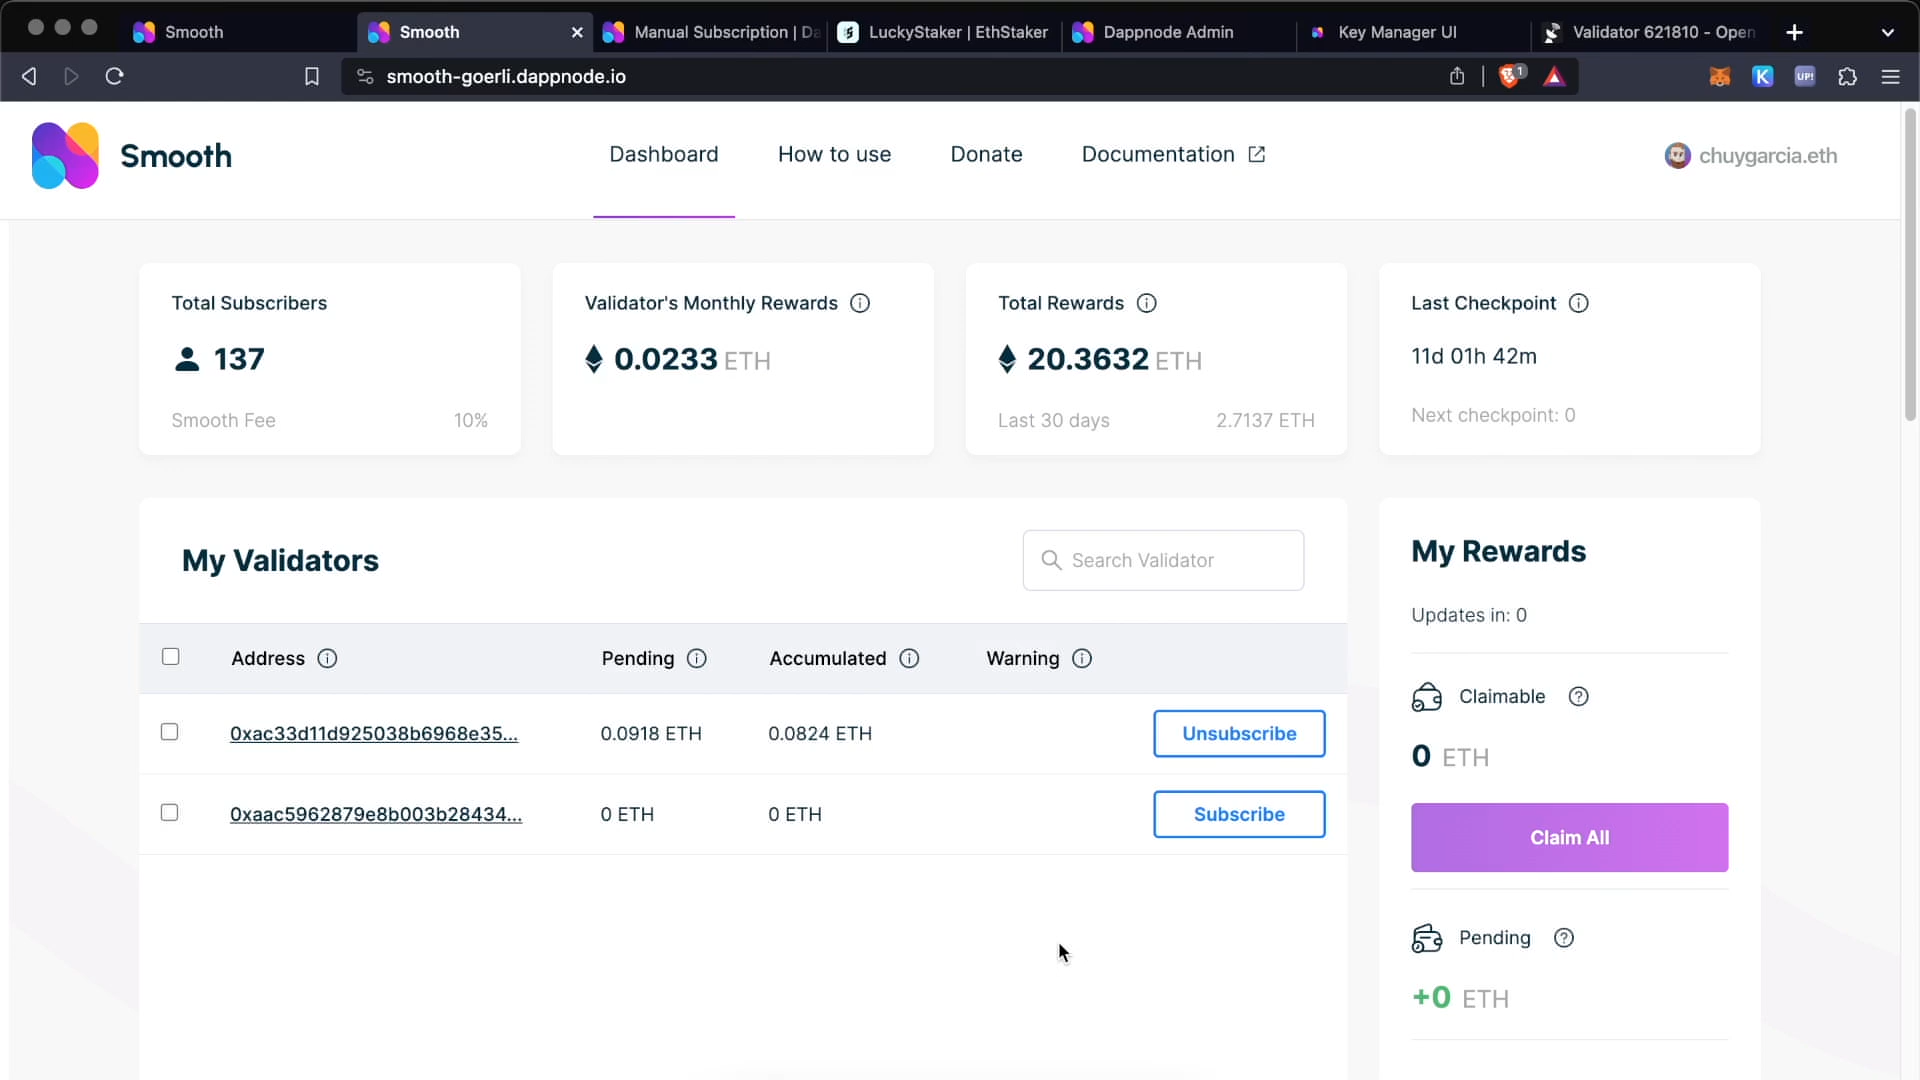 Smooth
Smooth
Manual Subscription | Da
LuckyStaker | EthStaker
Dappnode Admin
Key Manager UI
Validator 621810 - Open
smooth-goerli.dappnode.io
1
K
UP!
Smooth
Dashboard
How to use
Donate
Documentation
chuygarcia.eth
Total Subscribers
137
Smooth Fee 10%
Validator's Monthly Rewards
0.0233 ETH
Total Rewards
20.3632 ETH
Last 30 days 2.7137 ETH
Last Checkpoint
11d 01h 42m
Next checkpoint: 0
My Validators
Search Validator
Address Pending Accumulated Warning
0xac33d11d925038b6968e35... 0.0918 ETH 0.0824 ETH Unsubscribe
0xaac5962879e8b003b28434... 0 ETH 0 ETH Subscribe
My Rewards
Updates in: 0
Claimable
0 ETH
Claim All
Pending
+0 ETH